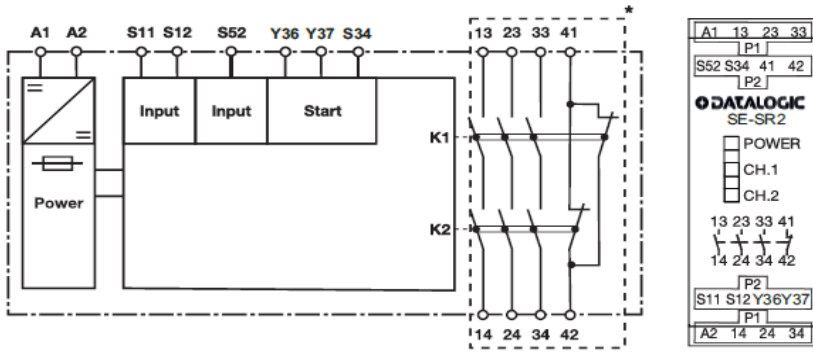 *
A1 A2 S11 S12 S52 Y36 Y37 S34 13 23 33 41
Input Input Start
Power
K1
K2
14 24 34 42
A1 13 23 33
P1
S52 S34 41 42
P2
DATALOGIC
SE-SR2
POWER
CH.1
CH.2
13 23 33 41
14 24 34 42
P2
S11 S12 Y36 Y37
P1
A2 14 24 34